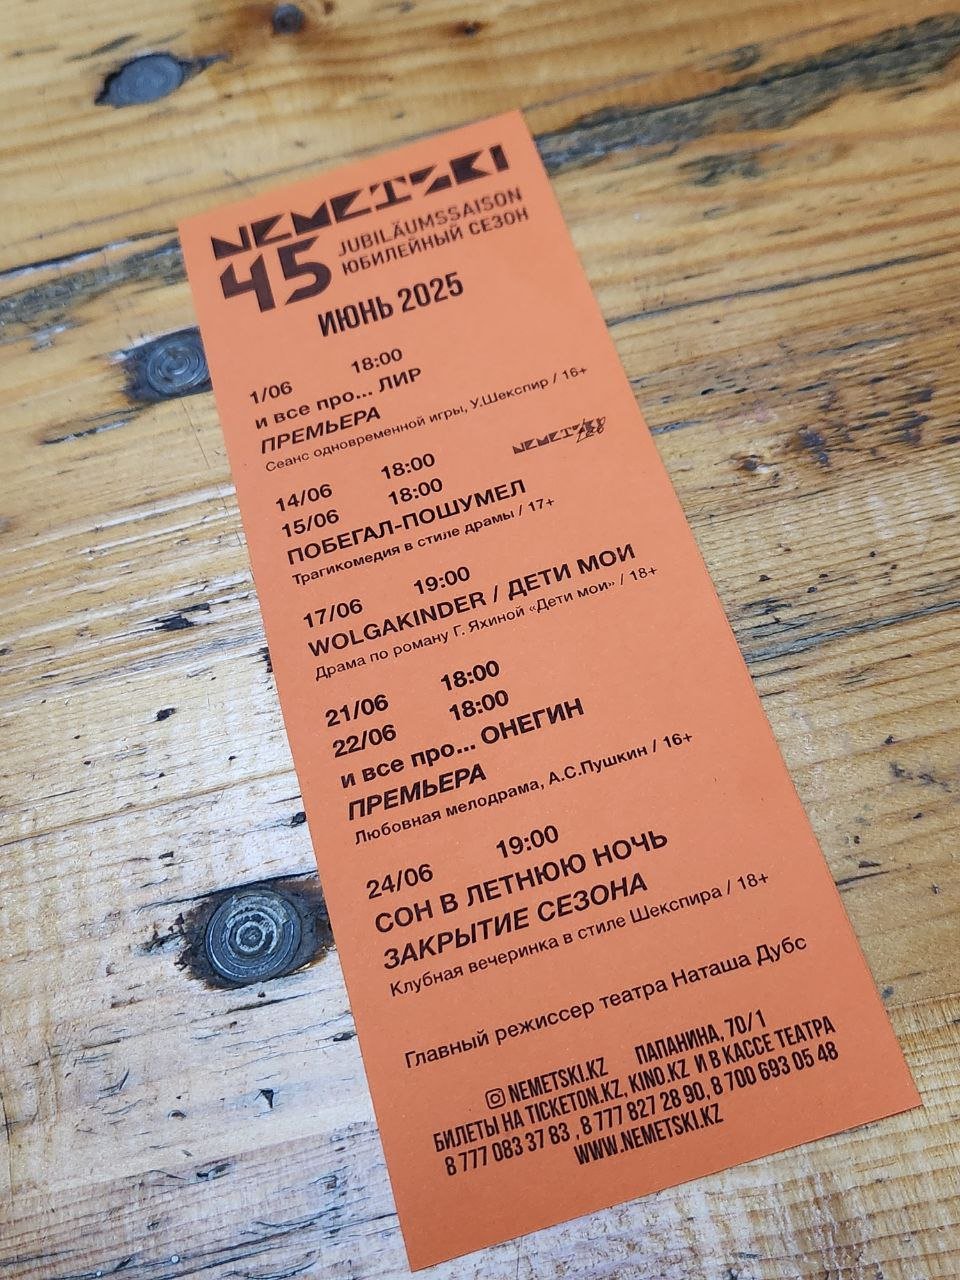 NEMETZKI
45 JUBILÄUMSSAISON
ЮБИЛЕЙНЫЙ СЕЗОН
ИЮНЬ 2025
1/06 18:00
и все про... ЛИР
ПРЕМЬЕРА
Сеанс одновременной игры, У.Шекспир / 16+
14/06 18:00
NEMETZKI
15/06 18:00
ПОБЕГАЛ-ПОШУМЕЛ
Трагикомедия в стиле драмы / 17+
17/06 19:00
WOLGAKINDER / ДЕТИ МОИ
Драма по роману Г. Яхиной «Дети мои» / 18+
21/06 18:00
22/06 18:00
и все про... ОНЕГИН
ПРЕМЬЕРА
Любовная мелодрама, А.С.Пушкин / 16+
24/06 19:00
СОН В ЛЕТНЮЮ НОЧЬ
ЗАКРЫТИЕ СЕЗОНА
Клубная вечеринка в стиле Шекспира / 18+
Главный режиссер театра Наташа Дубс
NEMETSKI.KZ ПАПАНИНА, 70/1
БИЛЕТЫ НА TICKETON.KZ, KINO.KZ И В КАССЕ ТЕАТРА
8 777 083 37 83 , 8 777 827 28 90, 8 700 693 05 48
WWW.NEMETSKI.KZ